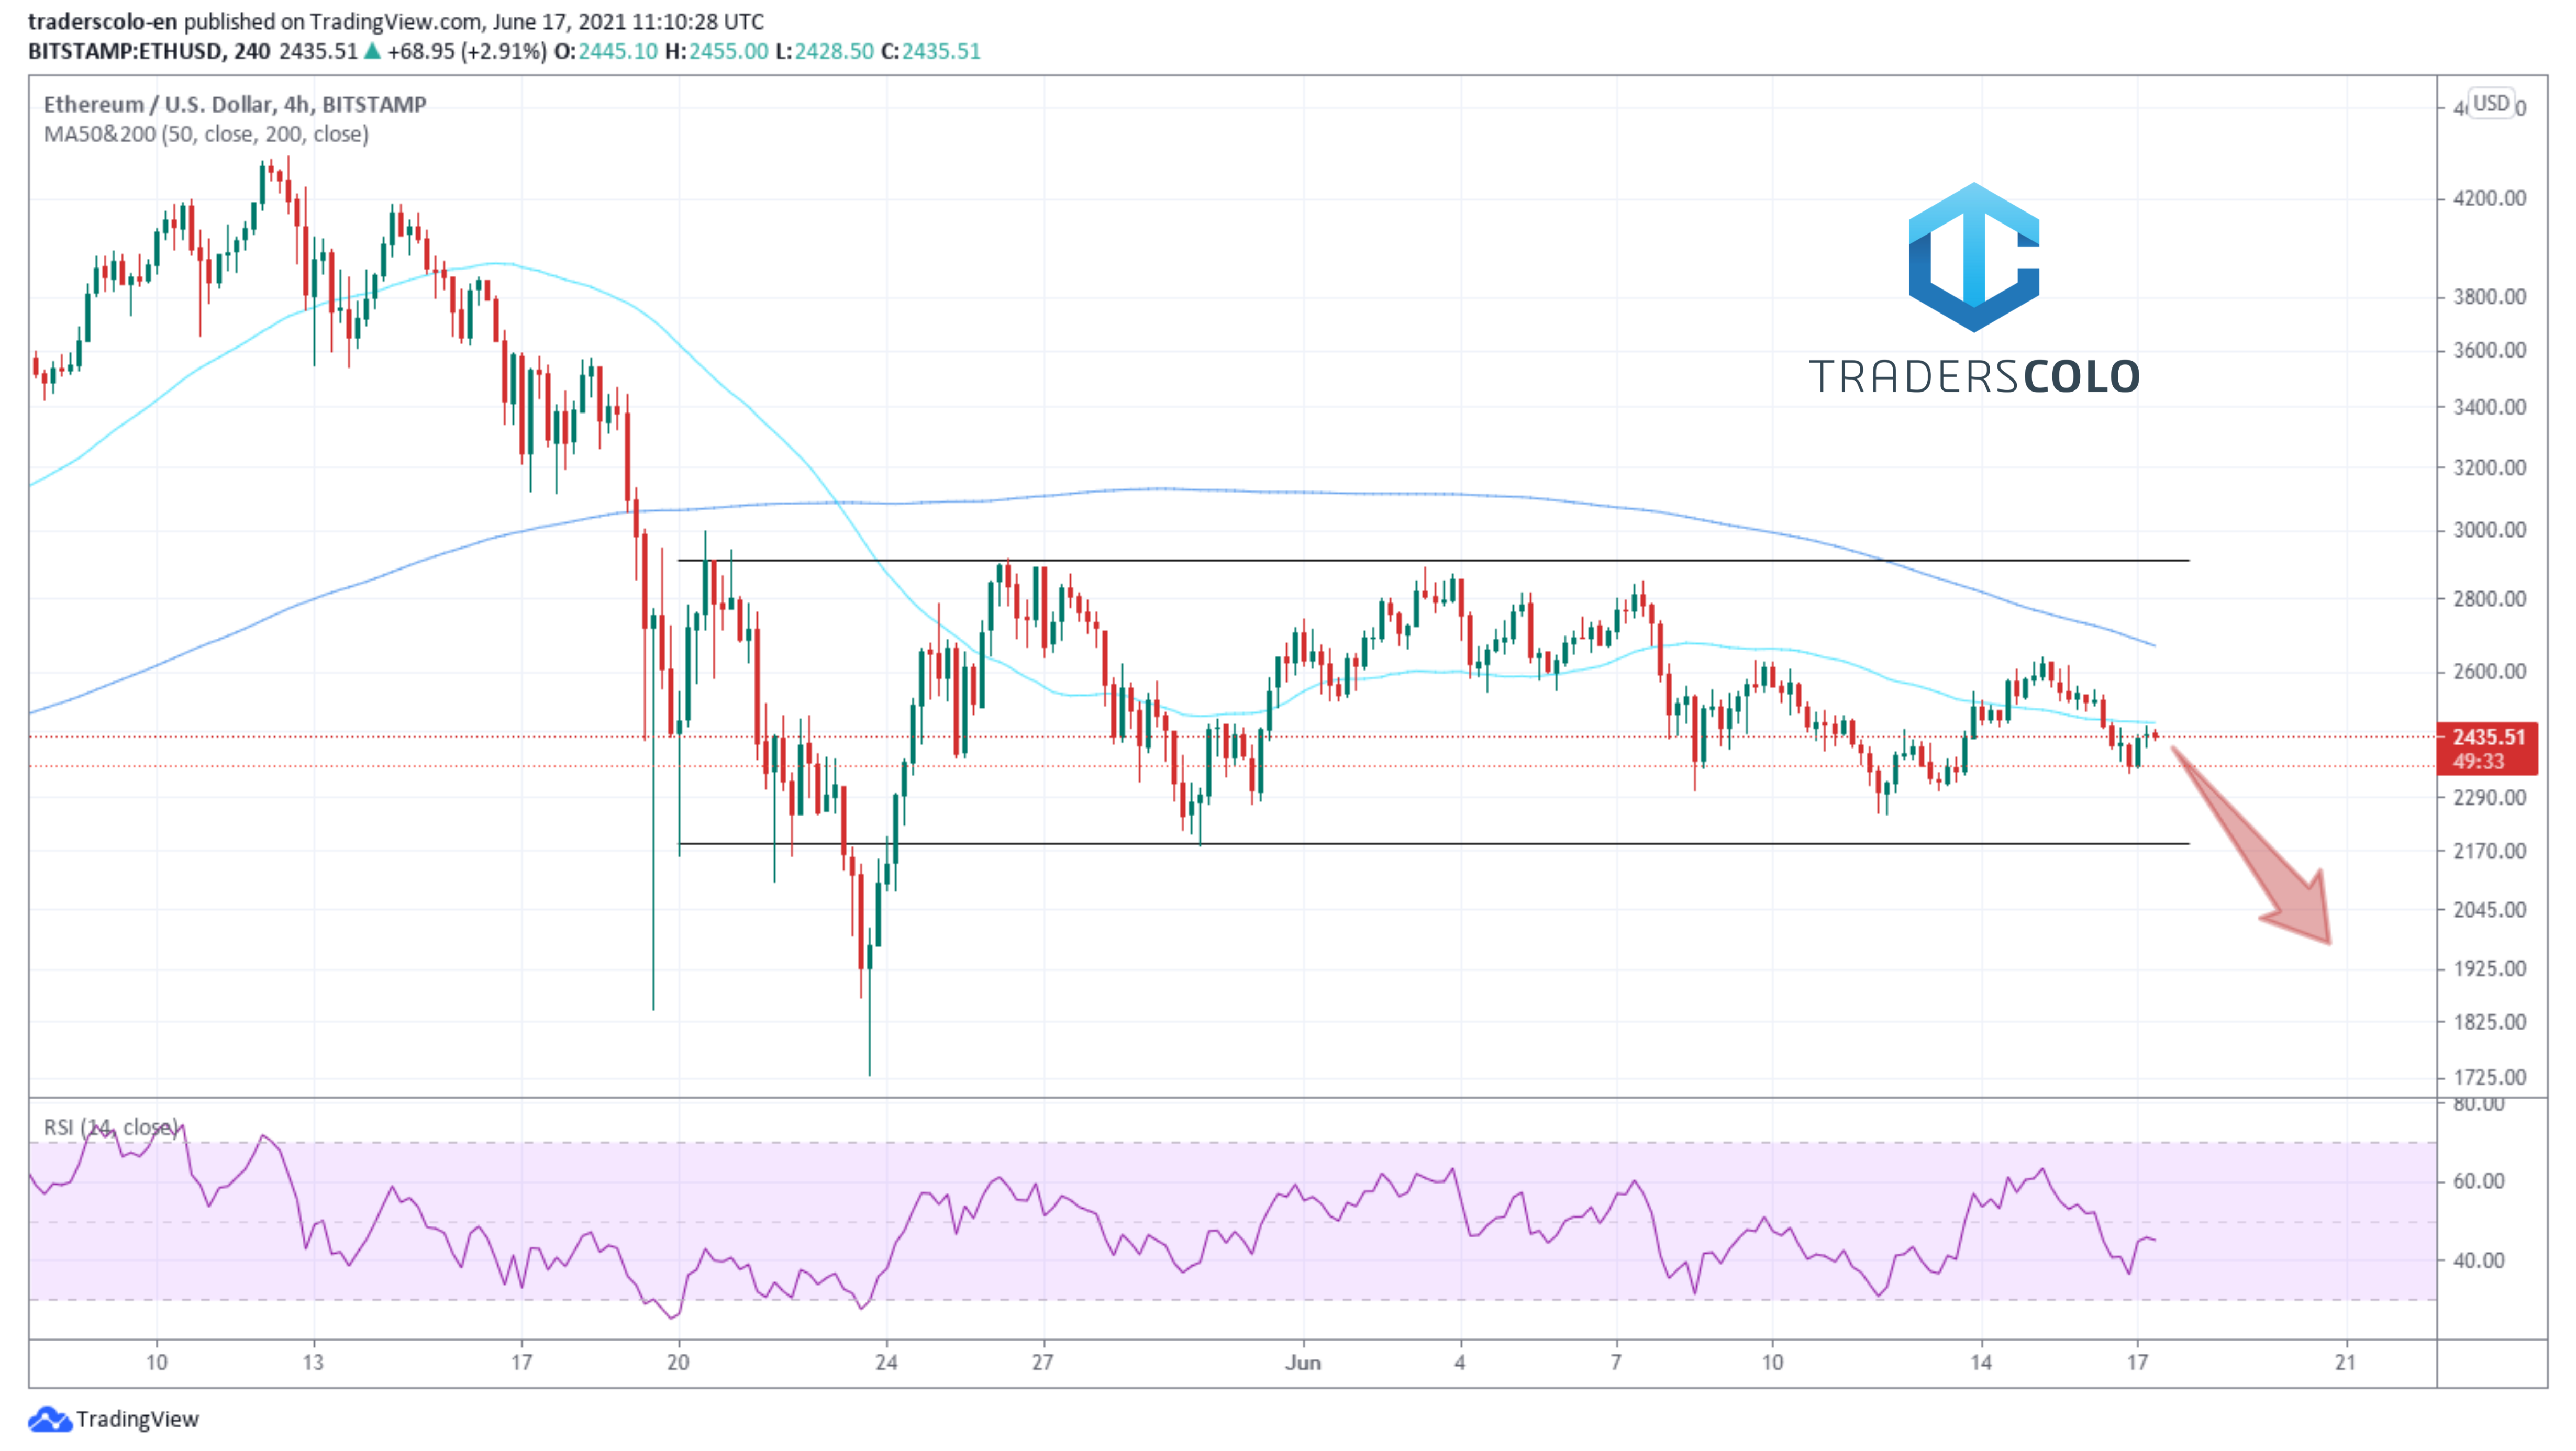 traderscolo-en published on TradingView.com, June 17, 2021 11:10:28 UTC
BITSTAMP:ETHUSD, 240 2435.51 ▲ +68.95 (+2.91%) O:2445.10 H:2455.00 L:2428.50 C:2435.51
Ethereum / U.S. Dollar, 4h, BITSTAMP
MA50&200 (50, close, 200, close)
USD
4200.00
TRADERSCOLO
3800.00
3600.00
3400.00
3200.00
3000.00
2800.00
2600.00
2435.51
49:33
2290.00
2170.00
2045.00
1925.00
1825.00
1725.00
80.00
RSI (14, close)
60.00
40.00
10 13 17 20 24 27 Jun 4 7 10 14 17 21
TradingView